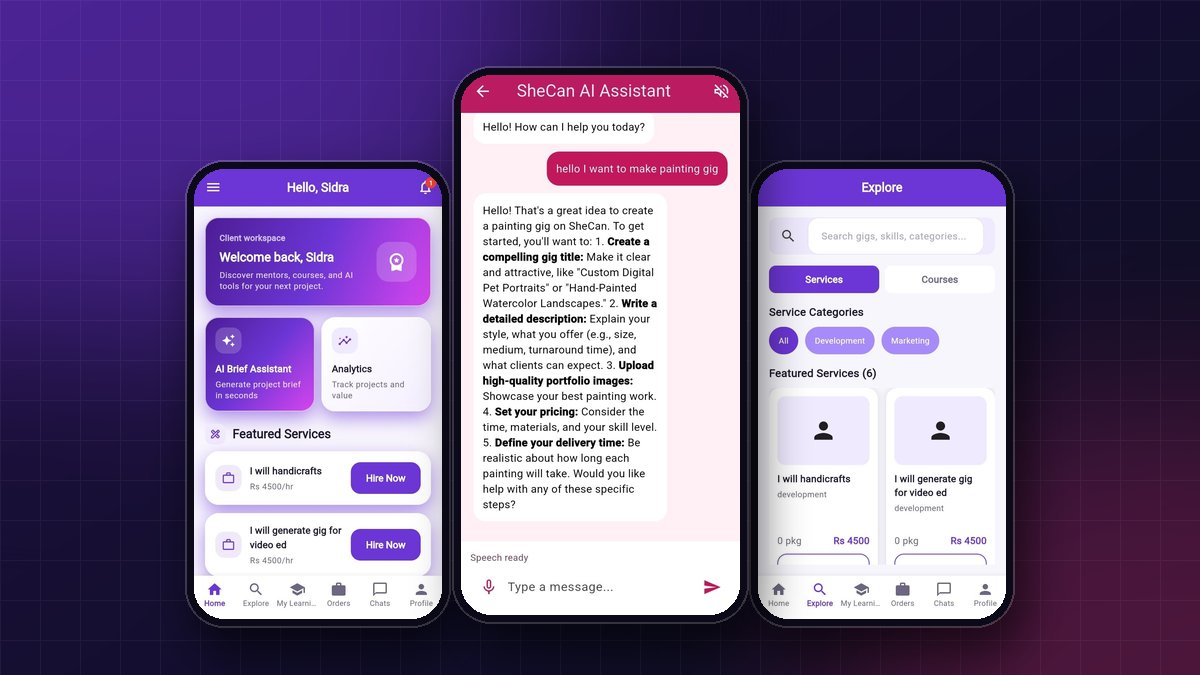 Hello, Sidra
1
Client workspace
Welcome back, Sidra
Discover mentors, courses, and AI
tools for your next project.
AI Brief Assistant
Generate project brief
in seconds
Analytics
Track projects and
value
Featured Services
I will handicrafts
Rs 4500/hr
Hire Now
I will generate gig for
video ed
Rs 4500/hr
Hire Now
Home
Explore
My Learni...
Orders
Chats
Profile
SheCan AI Assistant
Hello! How can I help you today?
hello I want to make painting gig
Hello! That's a great idea to create
a painting gig on SheCan. To get
started, you'll want to: 1. Create a
compelling gig title: Make it clear
and attractive, like "Custom Digital
Pet Portraits" or "Hand-Painted
Watercolor Landscapes." 2. Write a
detailed description: Explain your
style, what you offer (e.g., size,
medium, turnaround time), and
what clients can expect. 3. Upload
high-quality portfolio images:
Showcase your best painting work.
4. Set your pricing: Consider the
time, materials, and your skill level.
5. Define your delivery time: Be
realistic about how long each
painting will take. Would you like
help with any of these specific
steps?
Speech ready
Type a message...
Explore
Search gigs, skills, categories...
Services
Courses
Service Categories
All
Development
Marketing
Featured Services (6)
I will handicrafts
development
0 pkg
Rs 4500
I will generate gig
for video ed
development
0 pkg
Rs 4500
Home
Explore
My Learni...
Orders
Chats
Profile